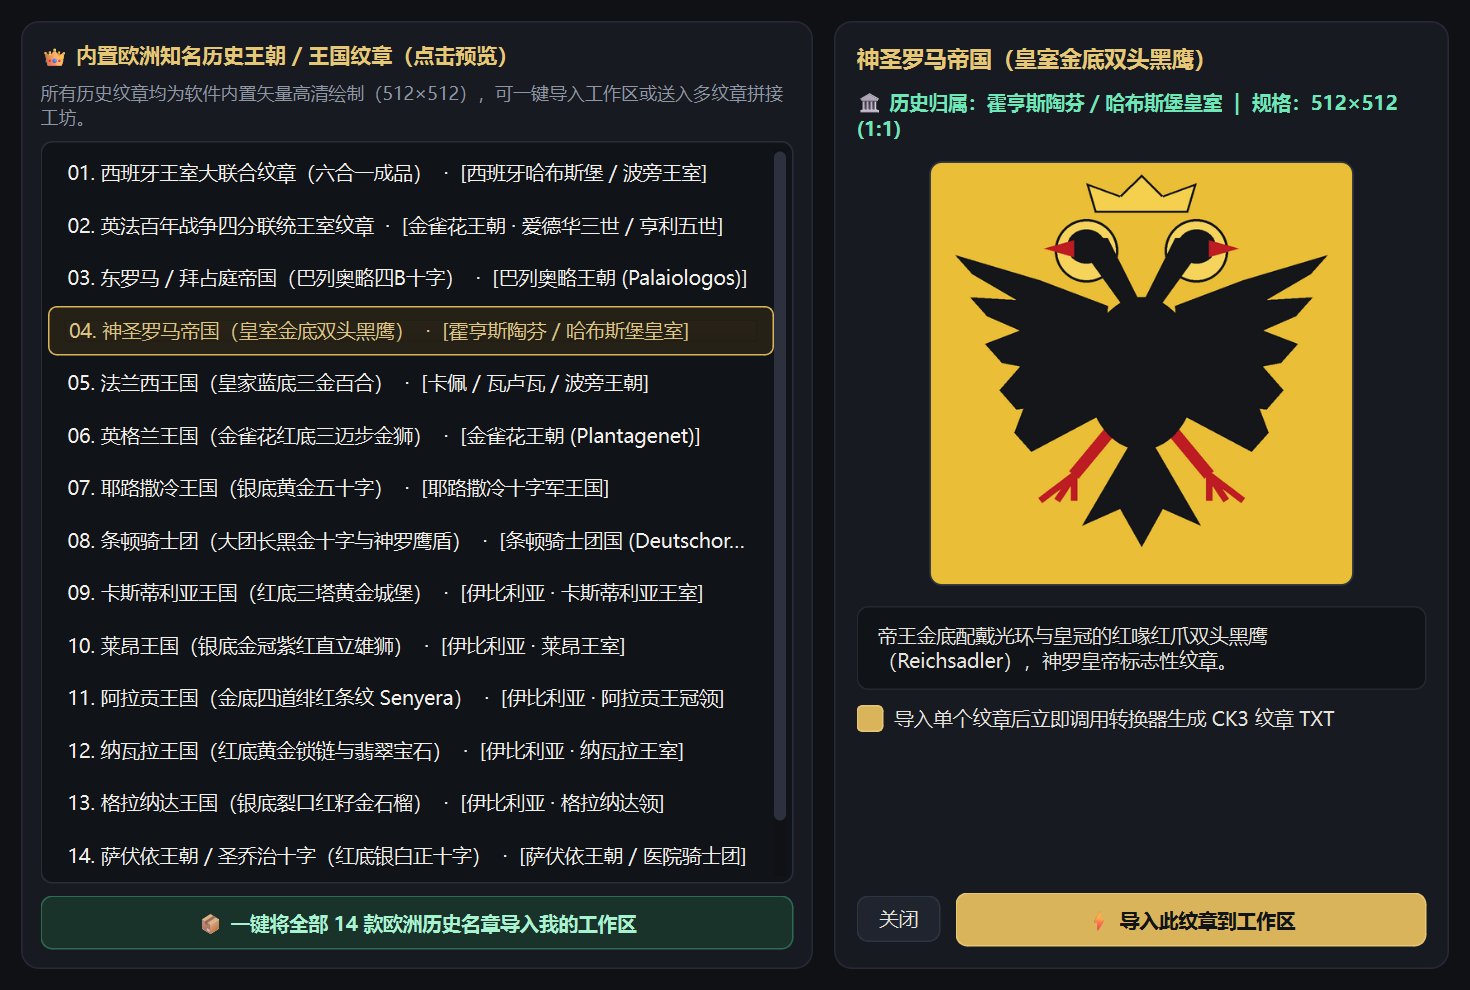 内置欧洲知名历史王朝 / 王国纹章（点击预览）
所有历史纹章均为软件内置矢量高清绘制（512×512），可一键导入工作区或送入多纹章拼接
工坊。
01. 西班牙王室大联合纹章（六合一成品） · [西班牙哈布斯堡 / 波旁王室]
02. 英法百年战争四分联统王室纹章 · [金雀花王朝 · 爱德华三世 / 亨利五世]
03. 东罗马 / 拜占庭帝国（巴列奥略四B十字） · [巴列奥略王朝 (Palaiologos)]
04. 神圣罗马帝国（皇室金底双头黑鹰） · [霍亨斯陶芬 / 哈布斯堡皇室]
05. 法兰西王国（皇家蓝底三金百合） · [卡佩 / 瓦卢瓦 / 波旁王朝]
06. 英格兰王国（金雀花红底三迈步金狮） · [金雀花王朝 (Plantagenet)]
07. 耶路撒冷王国（银底黄金五十字） · [耶路撒冷十字军王国]
08. 条顿骑士团（大团长黑金十字与神罗鹰盾） · [条顿骑士团国 (Deutschor...
09. 卡斯蒂利亚王国（红底三塔黄金城堡） · [伊比利亚 · 卡斯蒂利亚王室]
10. 莱昂王国（银底金冠紫红直立雄狮） · [伊比利亚 · 莱昂王室]
11. 阿拉贡王国（金底四道绯红条纹 Senyera） · [伊比利亚 · 阿拉贡王冠领]
12. 纳瓦拉王国（红底黄金锁链与翡翠宝石） · [伊比利亚 · 纳瓦拉王室]
13. 格拉纳达王国（银底裂口红籽金石榴） · [伊比利亚 · 格拉纳达领]
14. 萨伏依王朝 / 圣乔治十字（红底银白正十字） · [萨伏依王朝 / 医院骑士团]
一键将全部 14 款欧洲历史名章导入我的工作区
神圣罗马帝国（皇室金底双头黑鹰）
历史归属：霍亨斯陶芬 / 哈布斯堡皇室 | 规格：512×512
(1:1)
帝王金底配戴光环与皇冠的红喙红爪双头黑鹰
（Reichsadler），神罗皇帝标志性纹章。
导入单个纹章后立即调用转换器生成 CK3 纹章 TXT
关闭
导入此纹章到工作区